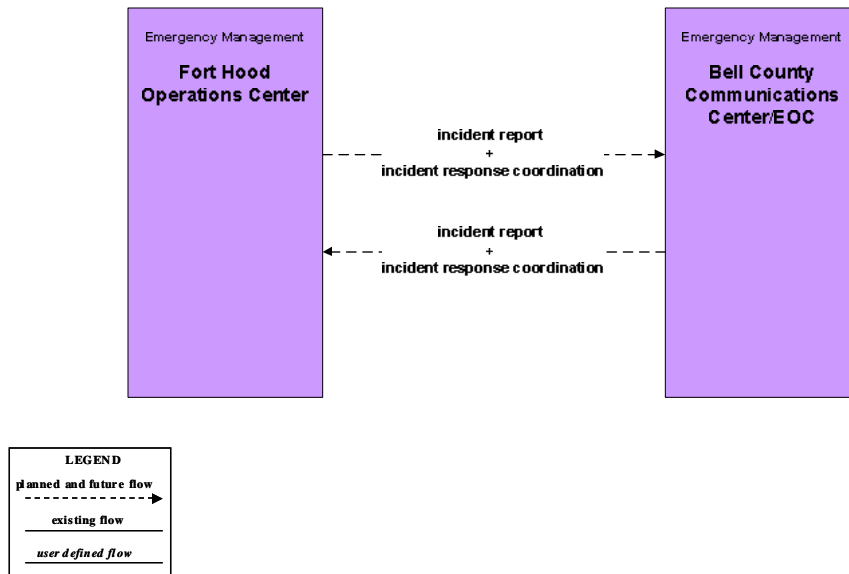 Emergency Management
Fort Hood
Operations Center
Emergency Management
Bell County
Communications
Center/EOC
incident report
+
incident response coordination
incident report
+
incident response coordination
LEGEND
planned and future flow
existing flow
user defined flow